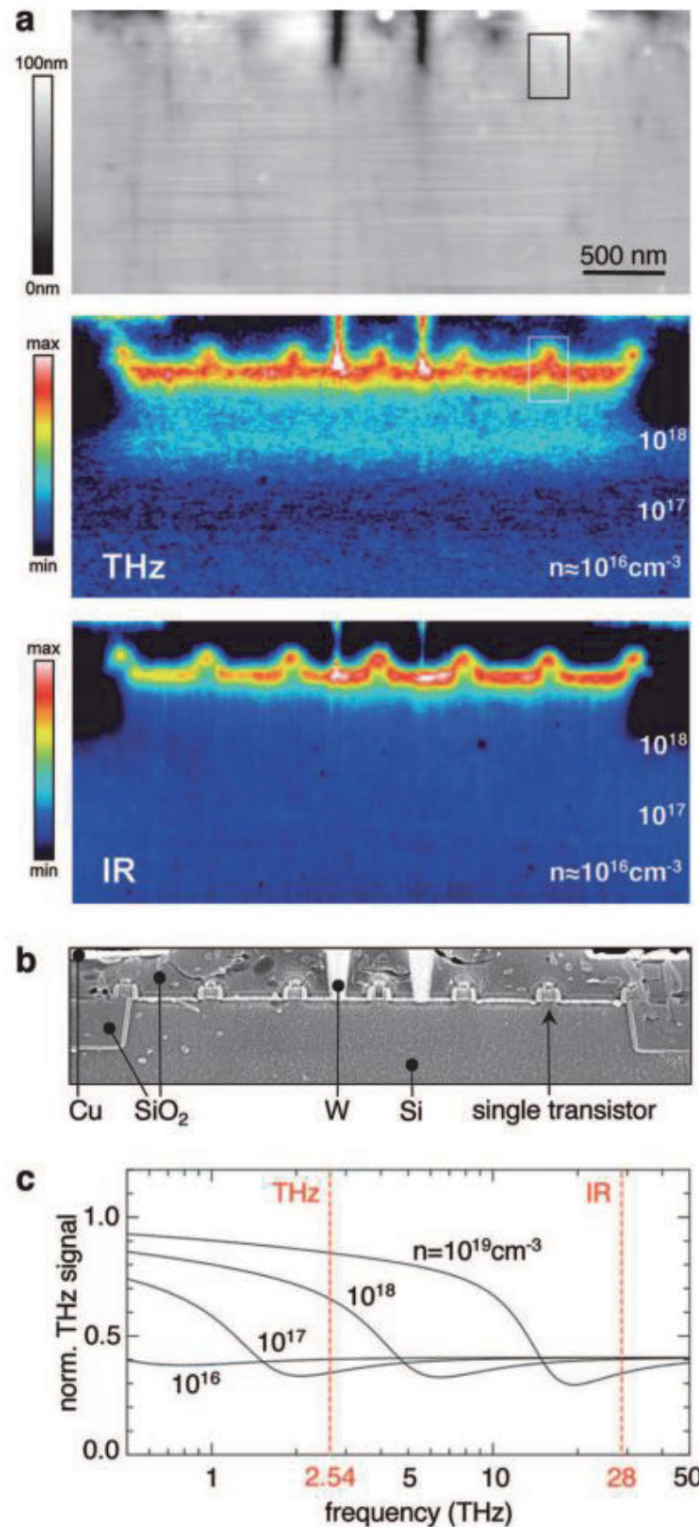 a
100nm
0nm
500 nm
max
min
10¹⁸
10¹⁷
THz
n≈10¹⁶cm⁻³
max
min
10¹⁸
10¹⁷
IR
n≈10¹⁶cm⁻³
b
Cu SiO₂ W Si single transistor
c
THz IR
norm. THz signal
1.0
0.5
0.0
n=10¹⁹cm⁻³
10¹⁸
10¹⁷
10¹⁶
1 2.54 5 10 28 50
frequency (THz)